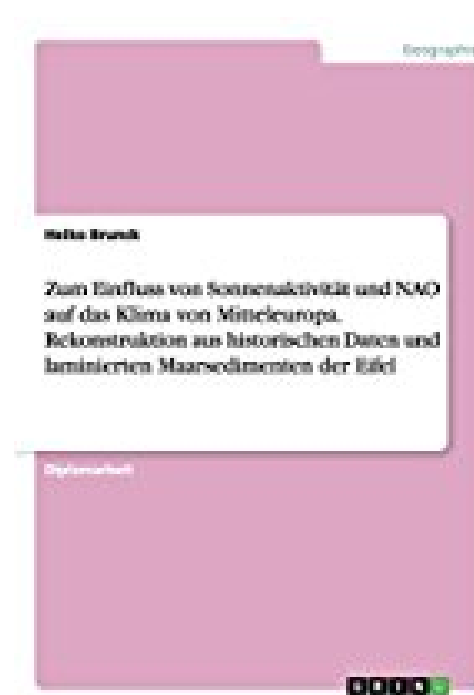 Geographie
Heiko Brunck
Zum Einfluss von Sonnenaktivität und NAO
auf das Klima von Mitteleuropa.
Rekonstruktion aus historischen Daten und
laminierten Maarsedimenten der Eifel
Diplomarbeit
GRIN